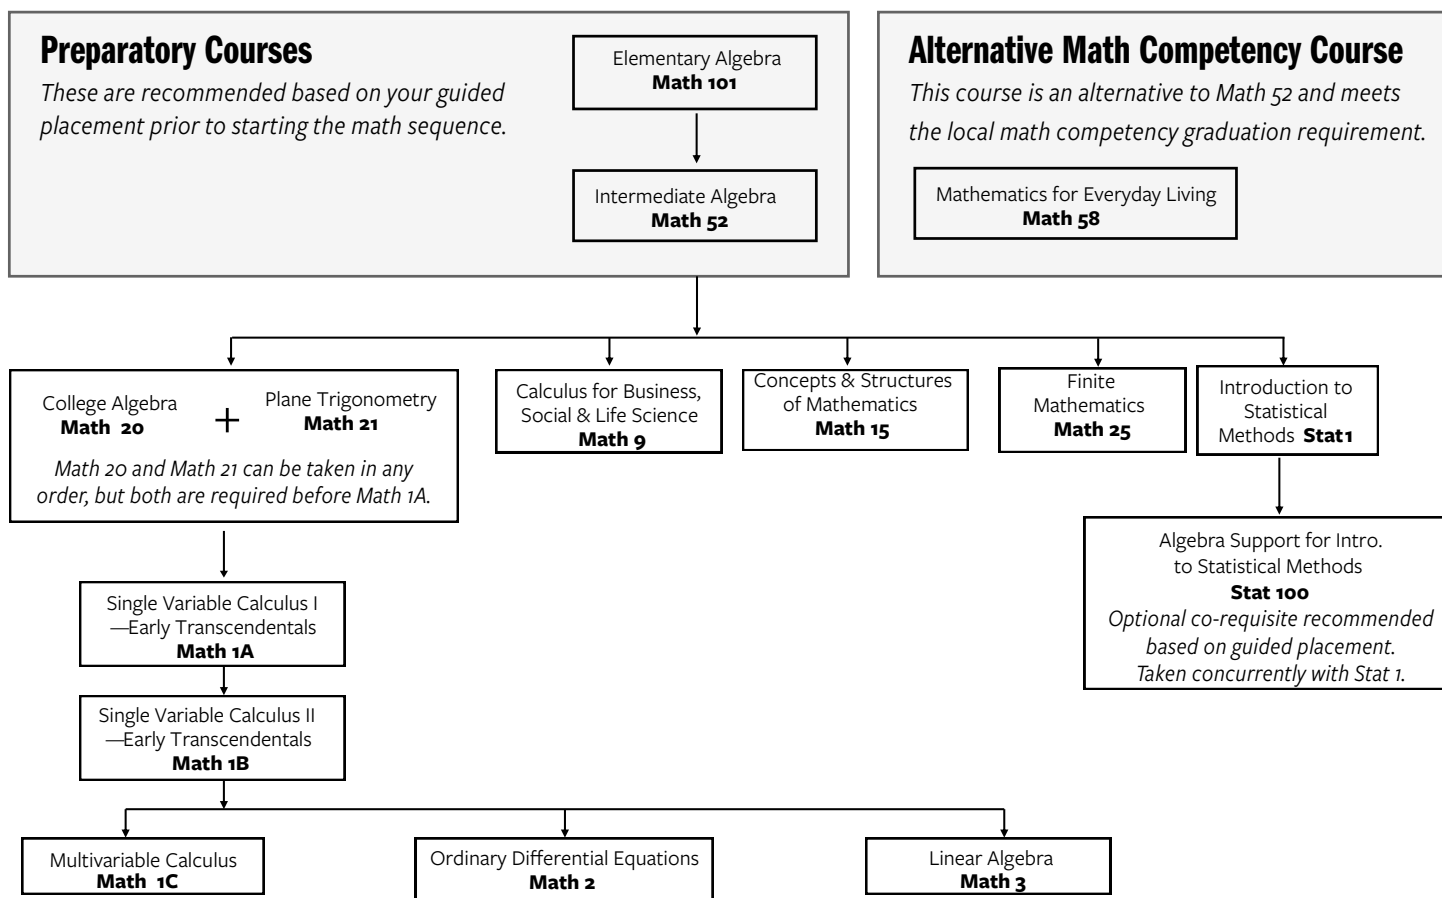 Preparatory Courses
These are recommended based on your guided
placement prior to starting the math sequence.
Elementary Algebra
Math 101
Intermediate Algebra
Math 52
Alternative Math Competency Course
This course is an alternative to Math 52 and meets
the local math competency graduation requirement.
Mathematics for Everyday Living
Math 58
College Algebra
Math 20
+
Plane Trigonometry
Math 21
Math 20 and Math 21 can be taken in any
order, but both are required before Math 1A.
Calculus for Business,
Social & Life Science
Math 9
Concepts & Structures
of Mathematics
Math 15
Finite
Mathematics
Math 25
Introduction to
Statistical
Methods Stat1
Algebra Support for Intro.
to Statistical Methods
Stat 100
Optional co-requisite recommended
based on guided placement.
Taken concurrently with Stat 1.
Single Variable Calculus I
—Early Transcendentals
Math 1A
Single Variable Calculus II
—Early Transcendentals
Math 1B
Multivariable Calculus
Math 1C
Ordinary Differential Equations
Math 2
Linear Algebra
Math 3